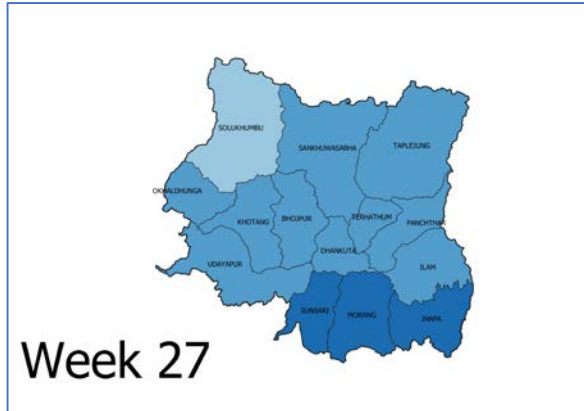 SOLUKHUMBU
TAPLEJUNG
SANKHUWASABHA
OKHALDHUNGA
KHOTANG
BHOJPUR
TERHATHUM
PANCHTHAR
DHANKUTA
UDAYAPUR
ILAM
SUNSARI
MORANG
JHAPA
Week 27